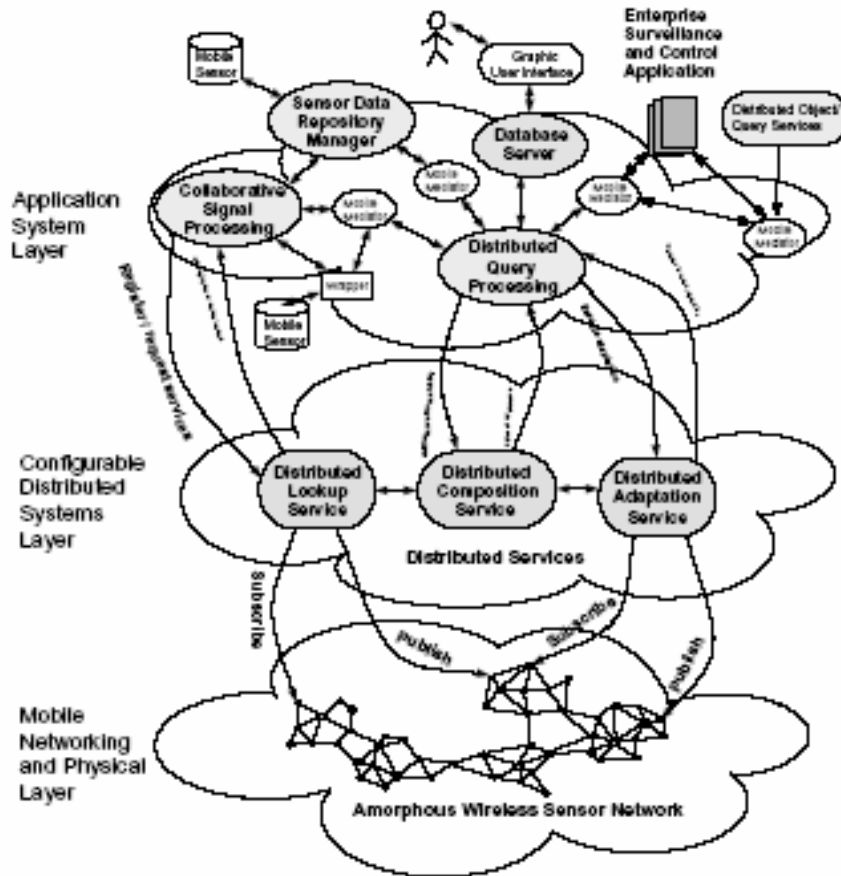 Enterprise
Surveillance
and Control
Application
Mobile
Sensor
Graphic
User Interface
Sensor Data
Repository
Manager
Database
Server
Distributed Object/
Query Services
Application
System
Layer
Collaborative
Signal
Processing
Mobile
Mediator
Mobile
Mediator
Mobile
Mediator
Mobile
Mediator
Distributed
Query
Processing
Wrapper
Mobile
Sensor
Register/ request services
Configurable
Distributed
Systems
Layer
Distributed
Lookup
Service
Distributed
Composition
Service
Distributed
Adaptation
Service
Distributed Services
Subscribe
publish
Subscribe
publish
Mobile
Networking
and Physical
Layer
Amorphous Wireless Sensor Network